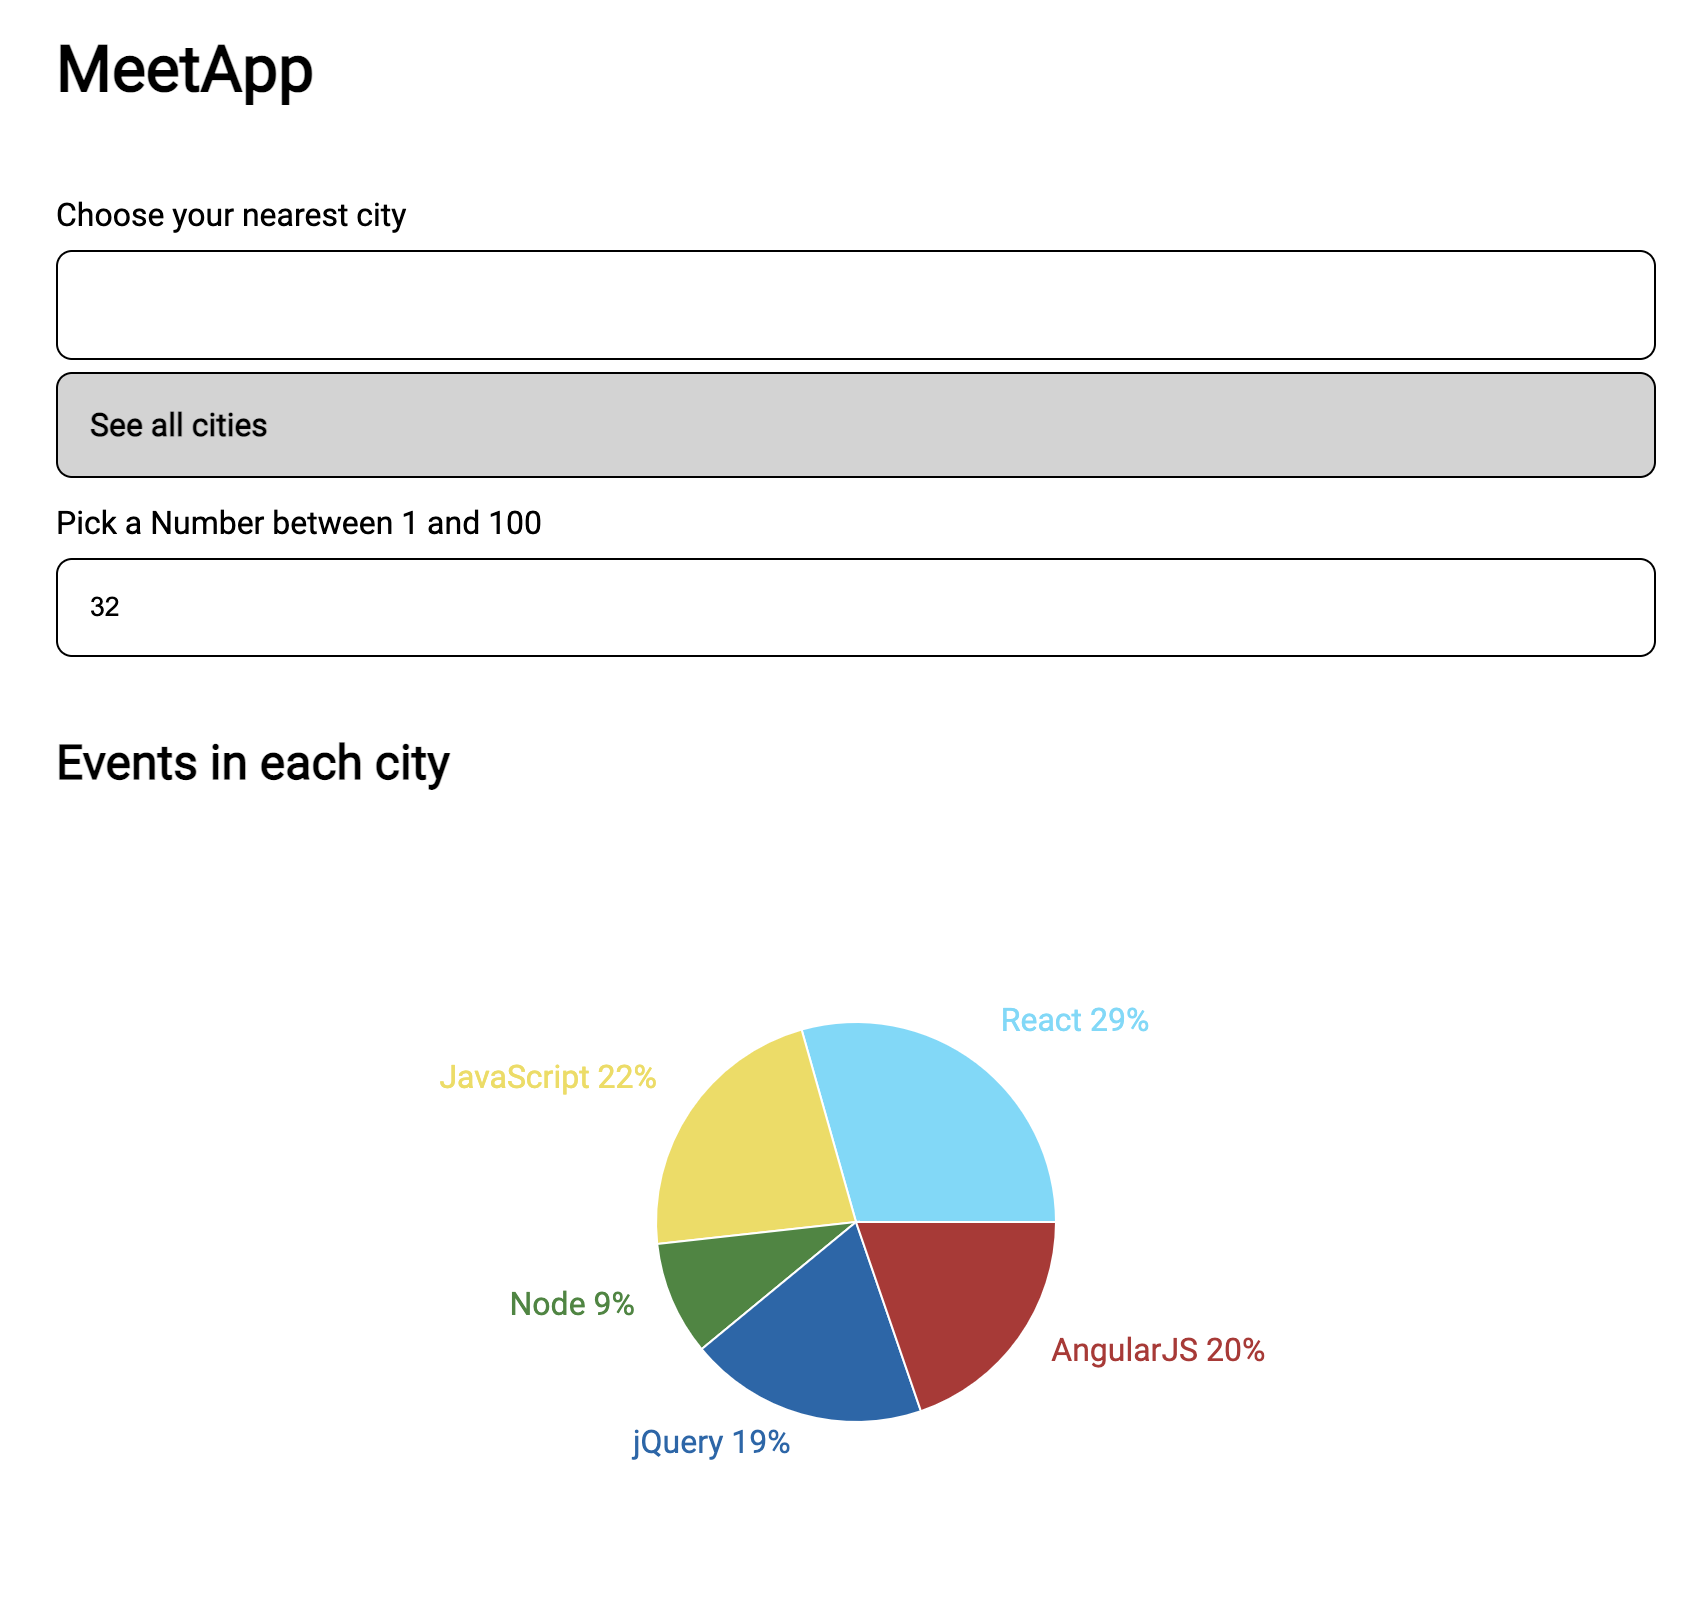 MeetApp
Choose your nearest city
See all cities
Pick a Number between 1 and 100
32
Events in each city
React 29%
JavaScript 22%
Node 9%
AngularJS 20%
jQuery 19%